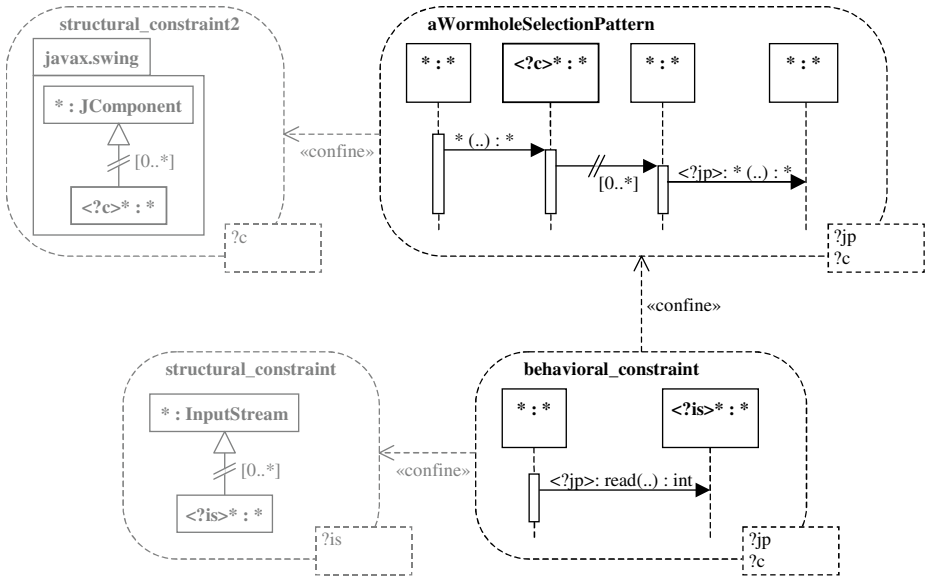 structural_constraint2
javax.swing
* : JComponent
[0..*]
<?c>* : *
?c
«confine»
aWormholeSelectionPattern
* : *
<?c>* : *
* : *
* : *
* (..) : *
[0..*]
<?jp>: * (..) : *
?jp
?c
«confine»
structural_constraint
* : InputStream
[0..*]
<?is>* : *
?is
«confine»
behavioral_constraint
* : *
<?is>* : *
<?jp>: read(..) : int
?jp
?c